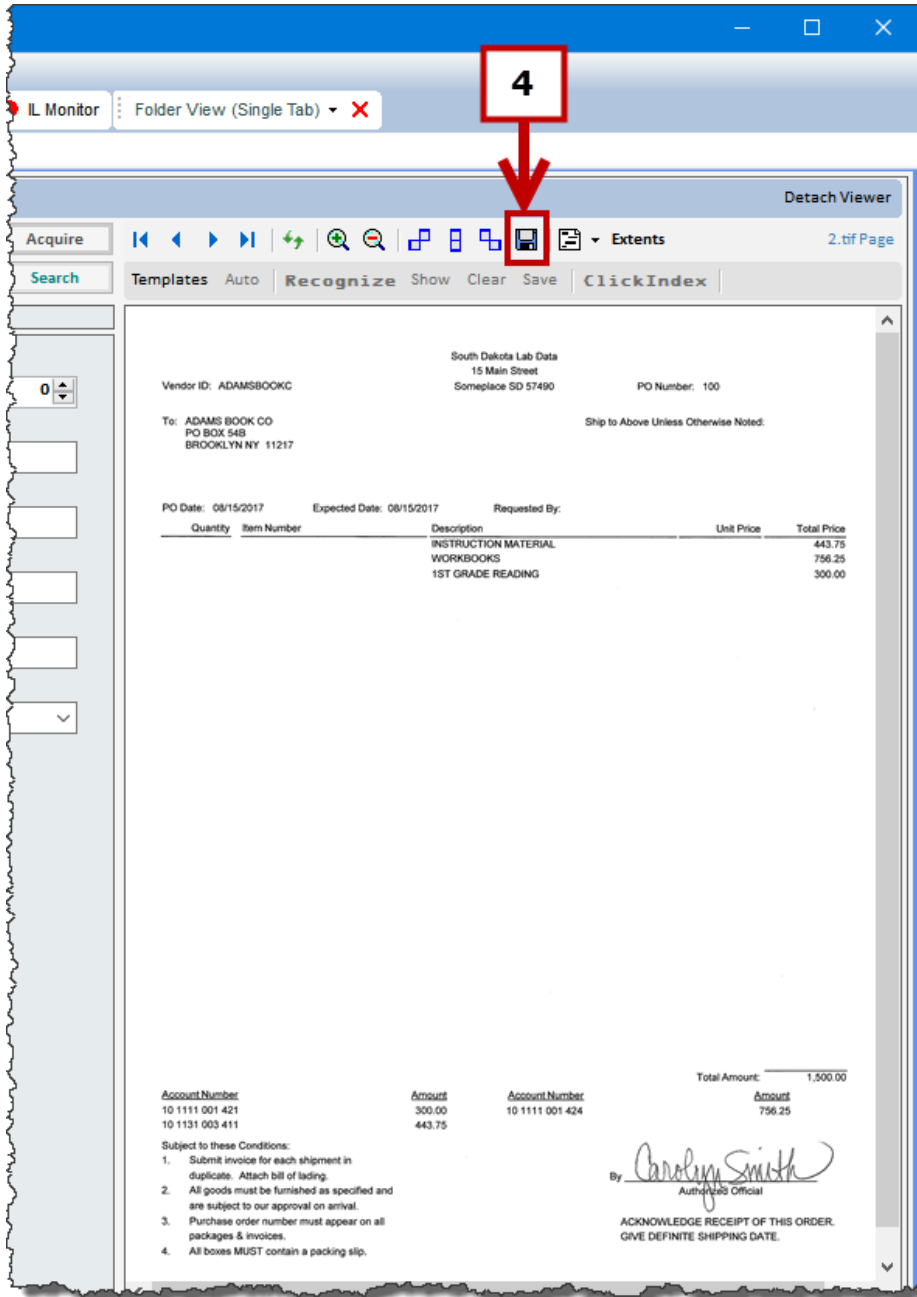 4
IL Monitor Folder View (Single Tab)
Detach Viewer
Acquire Extents 2.tif Page
Search Templates Auto Recognize Show Clear Save ClickIndex
South Dakota Lab Data
15 Main Street
0 Vendor ID: ADAMSBOOKC Someplace SD 57490 PO Number: 100
To: ADAMS BOOK CO Ship to Above Unless Otherwise Noted:
PO BOX 54B
BROOKLYN NY 11217
PO Date: 08/15/2017 Expected Date: 08/15/2017 Requested By:
Quantity Item Number Description Unit Price Total Price
INSTRUCTION MATERIAL 443.75
WORKBOOKS 756.25
1ST GRADE READING 300.00
Total Amount: 1,500.00
Account Number Amount Account Number Amount
10 1111 001 421 300.00 10 1111 001 424 756.25
10 1131 003 411 443.75
Subject to these Conditions:
1. Submit invoice for each shipment in
duplicate. Attach bill of lading.
By Carolyn Smith
2. All goods must be furnished as specified and
Authorized Official
are subject to our approval on arrival.
3. Purchase order number must appear on all
packages & invoices.
4. All boxes MUST contain a packing slip.
ACKNOWLEDGE RECEIPT OF THIS ORDER.
GIVE DEFINITE SHIPPING DATE.